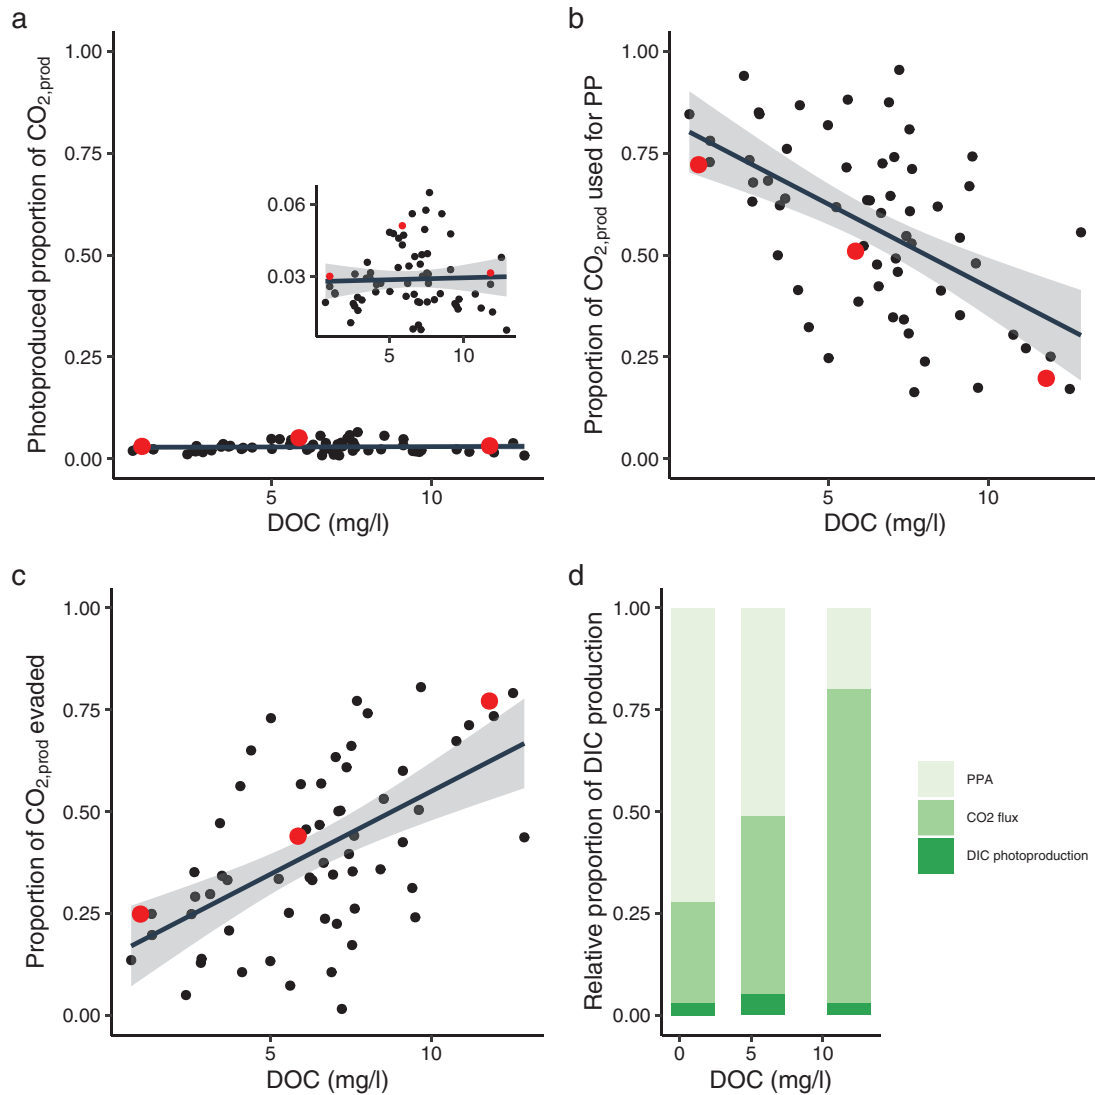 a
Photoproduced proportion of CO2,prod
1.00
0.75
0.50
0.25
0.00
0.06
0.03
5 10
5 10
DOC (mg/l)
b
Proportion of CO2,prod used for PP
1.00
0.75
0.50
0.25
0.00
5 10
DOC (mg/l)
c
Proportion of CO2,prod evaded
1.00
0.75
0.50
0.25
0.00
5 10
DOC (mg/l)
d
Relative proportion of DIC production
1.00
0.75
0.50
0.25
0.00
0 5 10
DOC (mg/l)
PPA
CO2 flux
DIC photoproduction